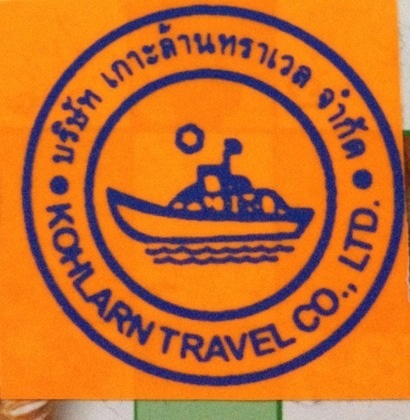 บริษัท เกาะล้านทราเวล จำกัด
KOHLARN TRAVEL CO., LTD.